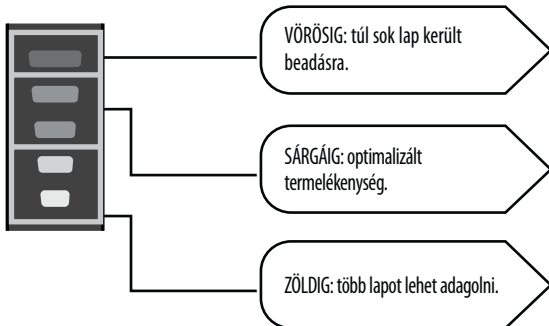 VÖRÖSIG: túl sok lap került
beadásra.
SÁRGÁIG: optimalizált
termelékenység.
ZÖLDIG: több lapot lehet adagolni.